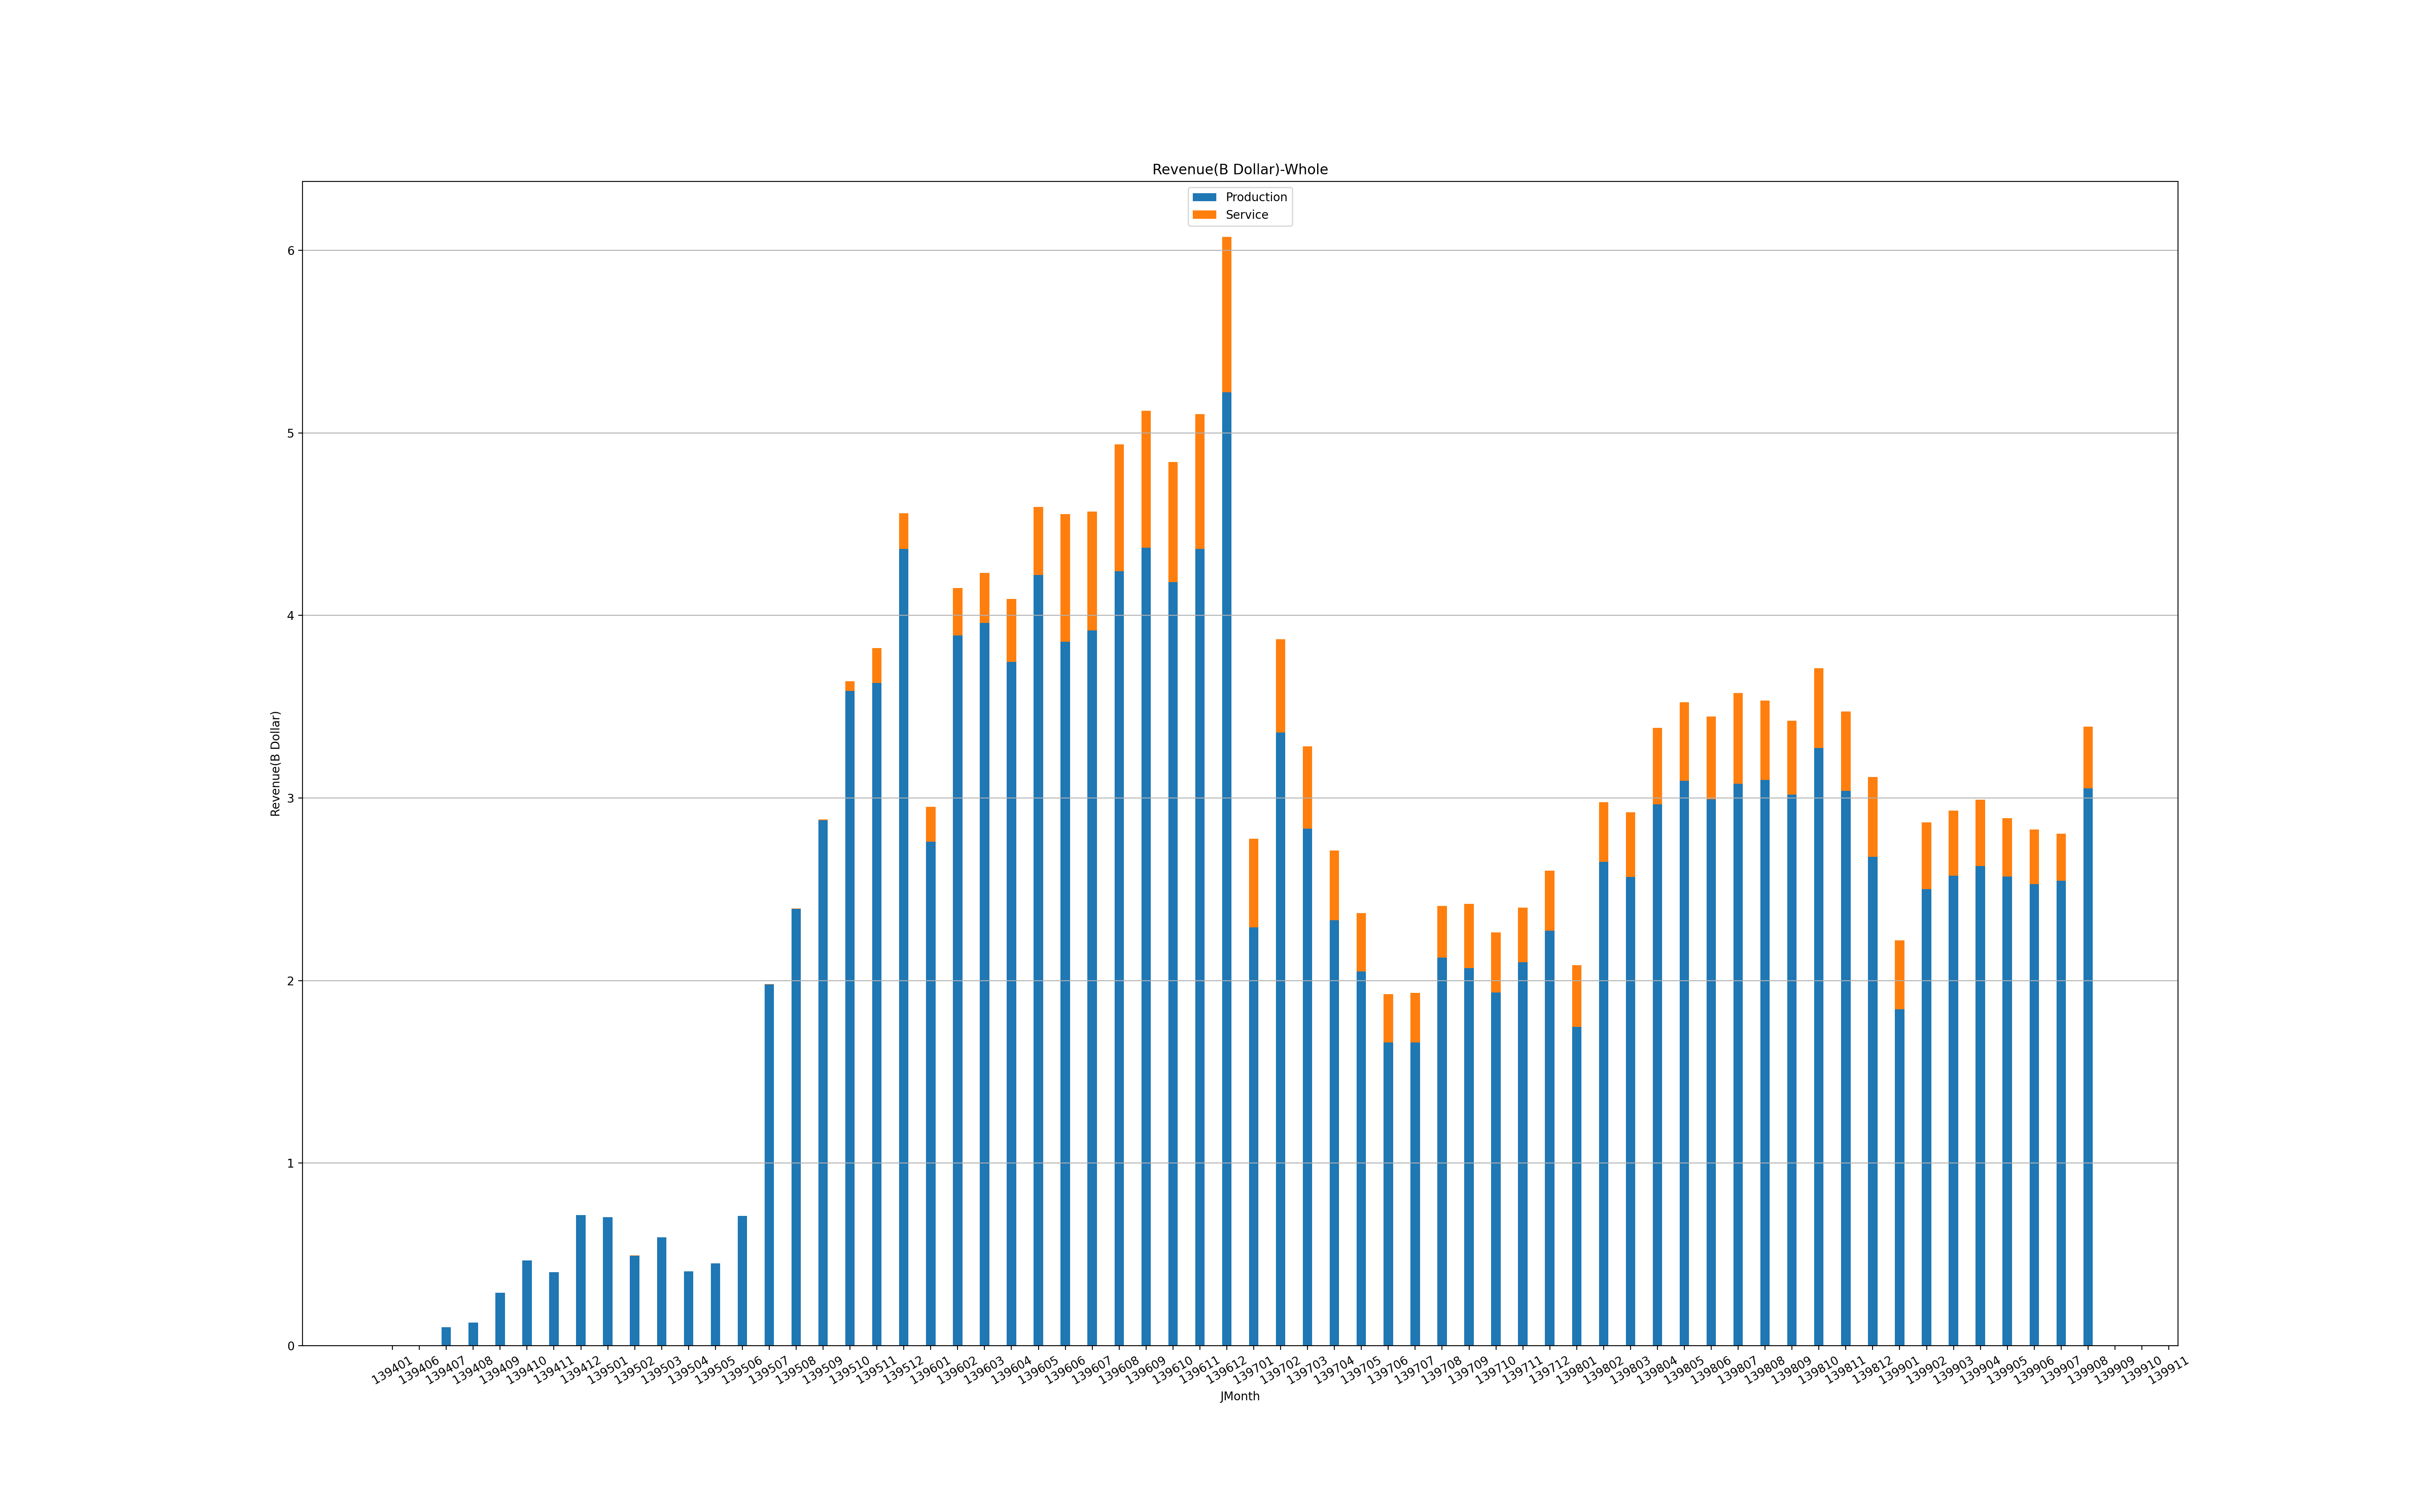 Revenue(B Dollar)-Whole
Production
Service
6
5
4
3
2
1
0
Revenue(B Dollar)
139401 139406 139407 139408 139409 139410 139411 139412 139501 139502 139503 139504 139505 139506 139507 139508 139509 139510 139511 139512 139601 139602 139603 139604 139605 139606 139607 139608 139609 139610 139611 139612 139701 139702 139703 139704 139705 139706 139707 139708 139709 139710 139711 139712 139801 139802 139803 139804 139805 139806 139807 139808 139809 139810 139811 139812 139901 139902 139903 139904 139905 139906 139907 139908 139909 139910 139911
JMonth